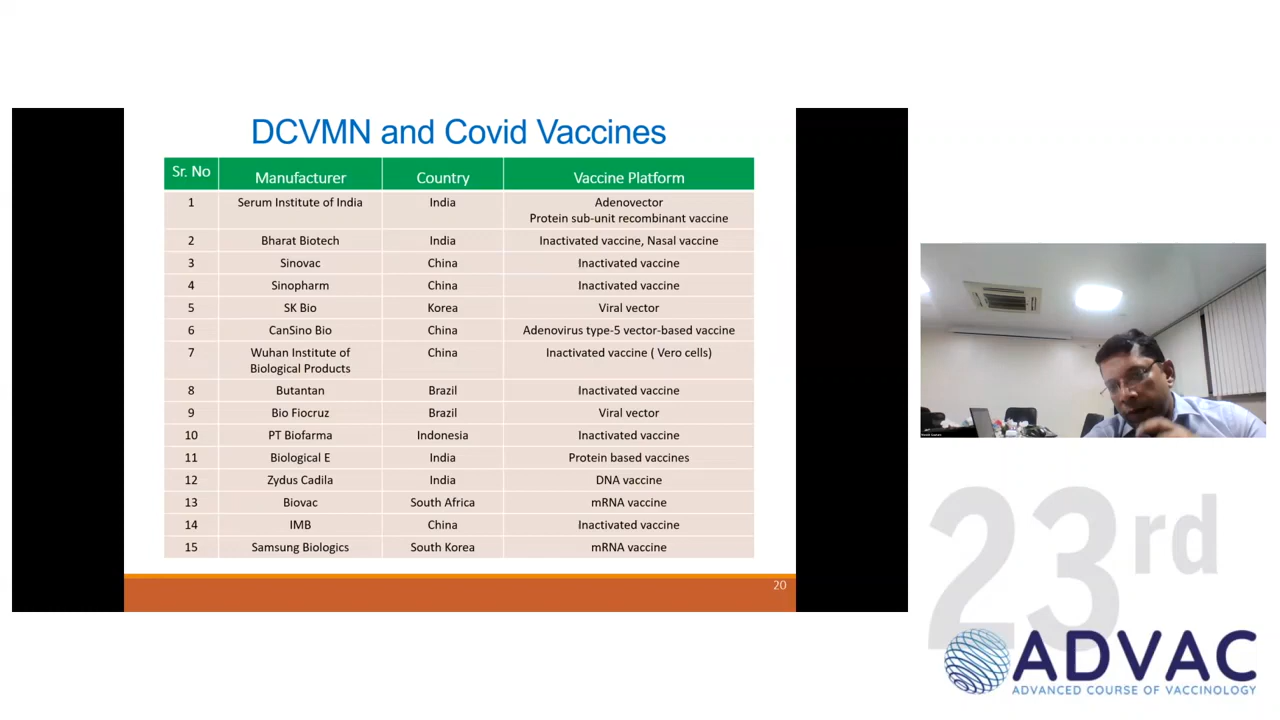 DCVMN and Covid Vaccines
Sr. No Manufacturer Country Vaccine Platform
1 Serum Institute of India India Adenovector
Protein sub-unit recombinant vaccine
2 Bharat Biotech India Inactivated vaccine, Nasal vaccine
3 Sinovac China Inactivated vaccine
4 Sinopharm China Inactivated vaccine
5 SK Bio Korea Viral vector
6 CanSino Bio China Adenovirus type-5 vector-based vaccine
7 Wuhan Institute of China Inactivated vaccine ( Vero cells)
Biological Products
8 Butantan Brazil Inactivated vaccine
9 Bio Fiocruz Brazil Viral vector
10 PT Biofarma Indonesia Inactivated vaccine
11 Biological E India Protein based vaccines
12 Zydus Cadila India DNA vaccine
13 Biovac South Africa mRNA vaccine
14 IMB China Inactivated vaccine
15 Samsung Biologics South Korea mRNA vaccine
20
23rd
ADVAC
ADVANCED COURSE OF VACCINOLOGY